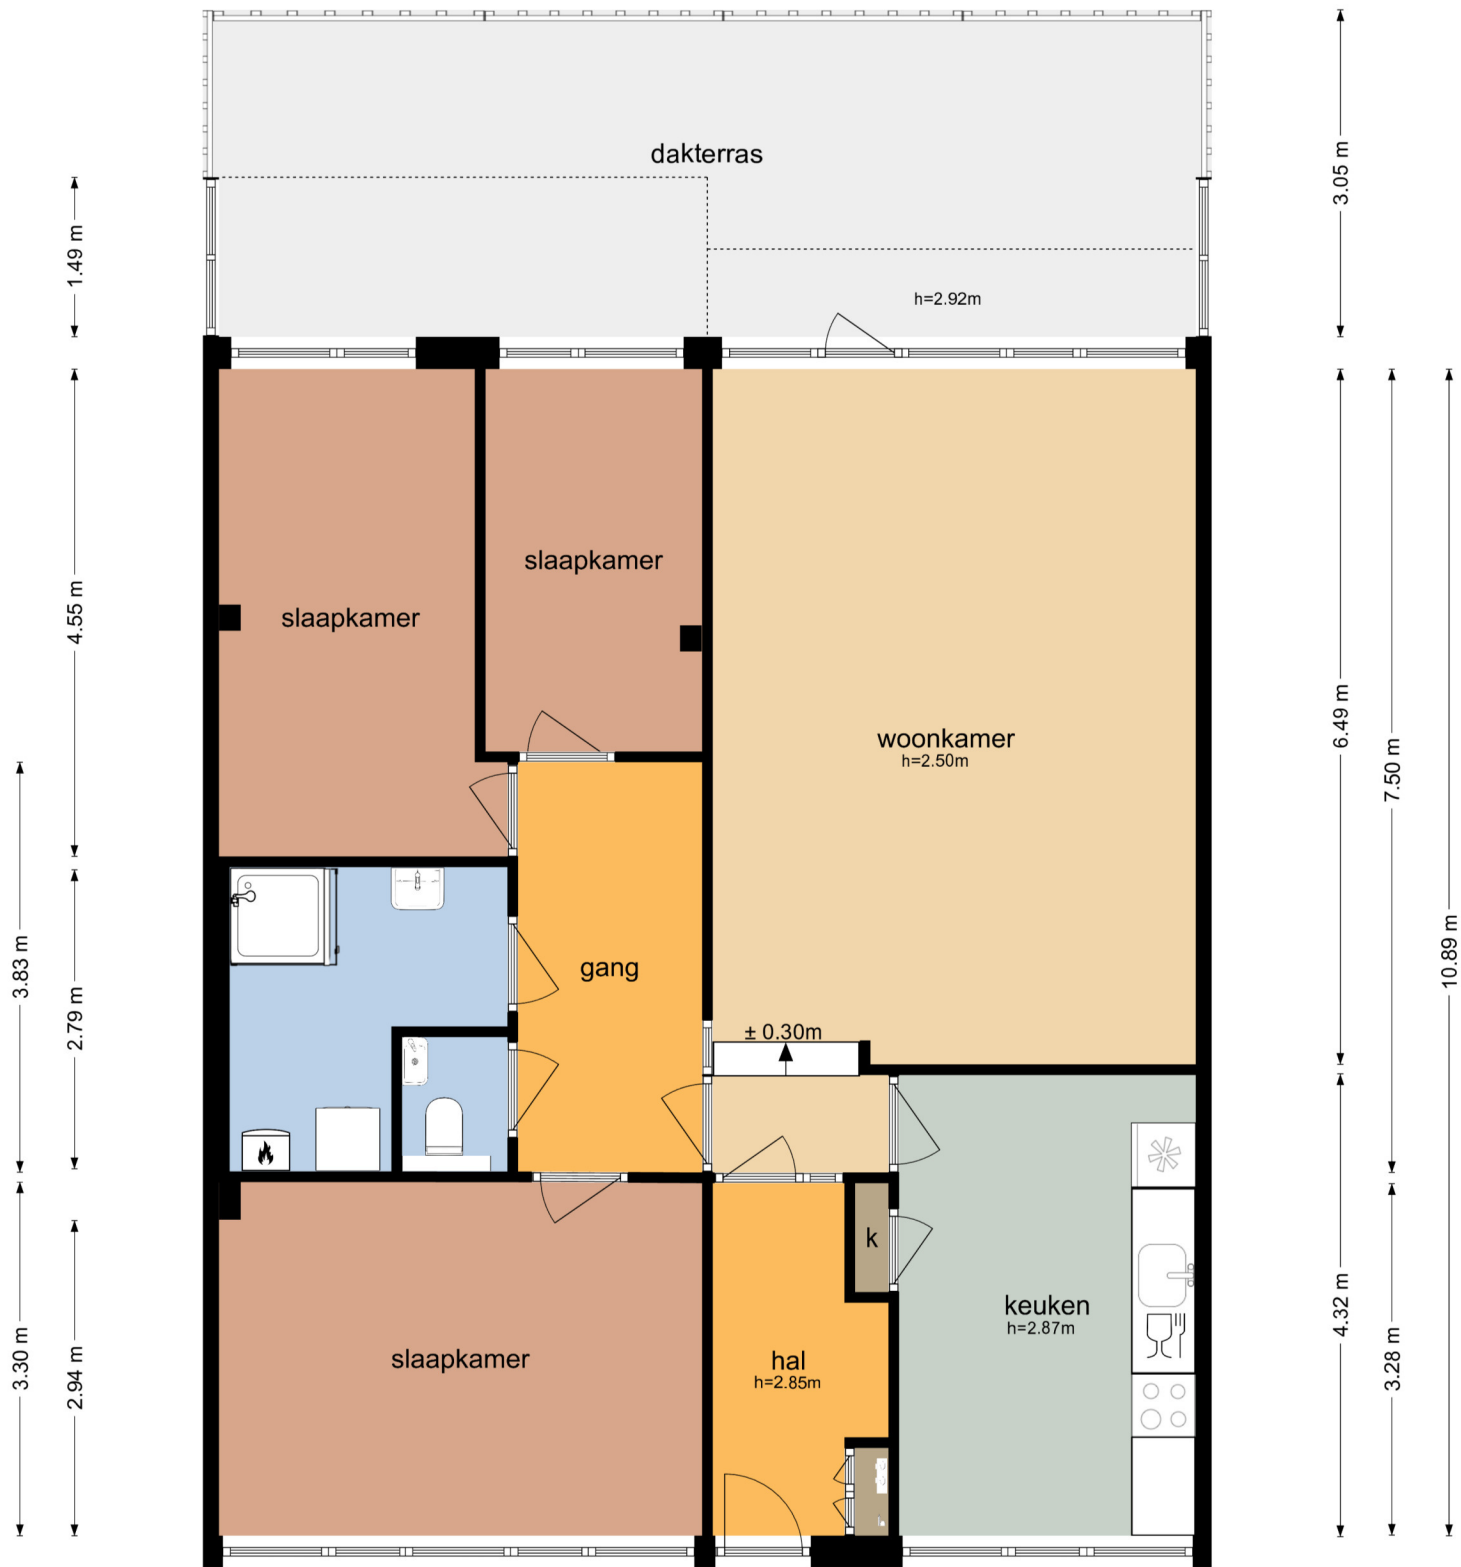 dakterras
3.05 m
1.49 m
h=2.92m
slaapkamer
slaapkamer
4.55 m
woonkamer
h=2.50m
6.49 m
7.50 m
10.89 m
3.83 m
2.79 m
gang
± 0.30m
k
keuken
h=2.87m
4.32 m
3.28 m
3.30 m
2.94 m
slaapkamer
hal
h=2.85m